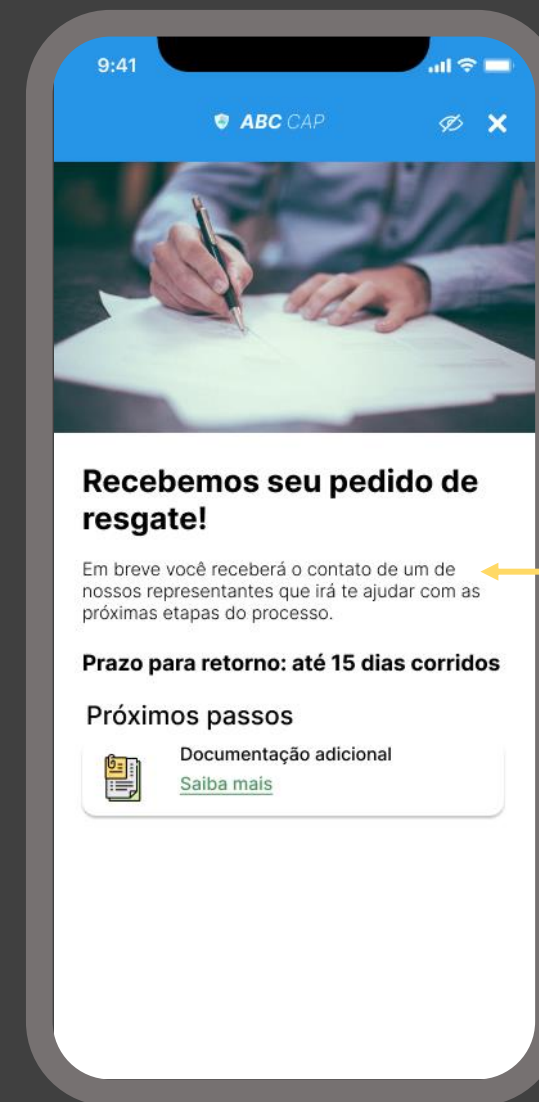 9:41
ABC CAP
Recebemos seu pedido de
resgate!
Em breve você receberá o contato de um de
nossos representantes que irá te ajudar com as
próximas etapas do processo.
Prazo para retorno: até 15 dias corridos
Próximos passos
Documentação adicional
Saiba mais